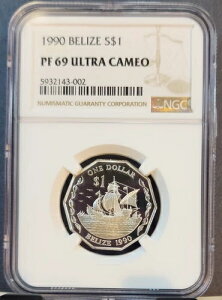 1990 BELIZE S$1
PF 69 ULTRA CAMEO
5932143-002
NUMISMATIC GUARANTY CORPORATION
NGC
ONE DOLLAR
$1
BELIZE 1990